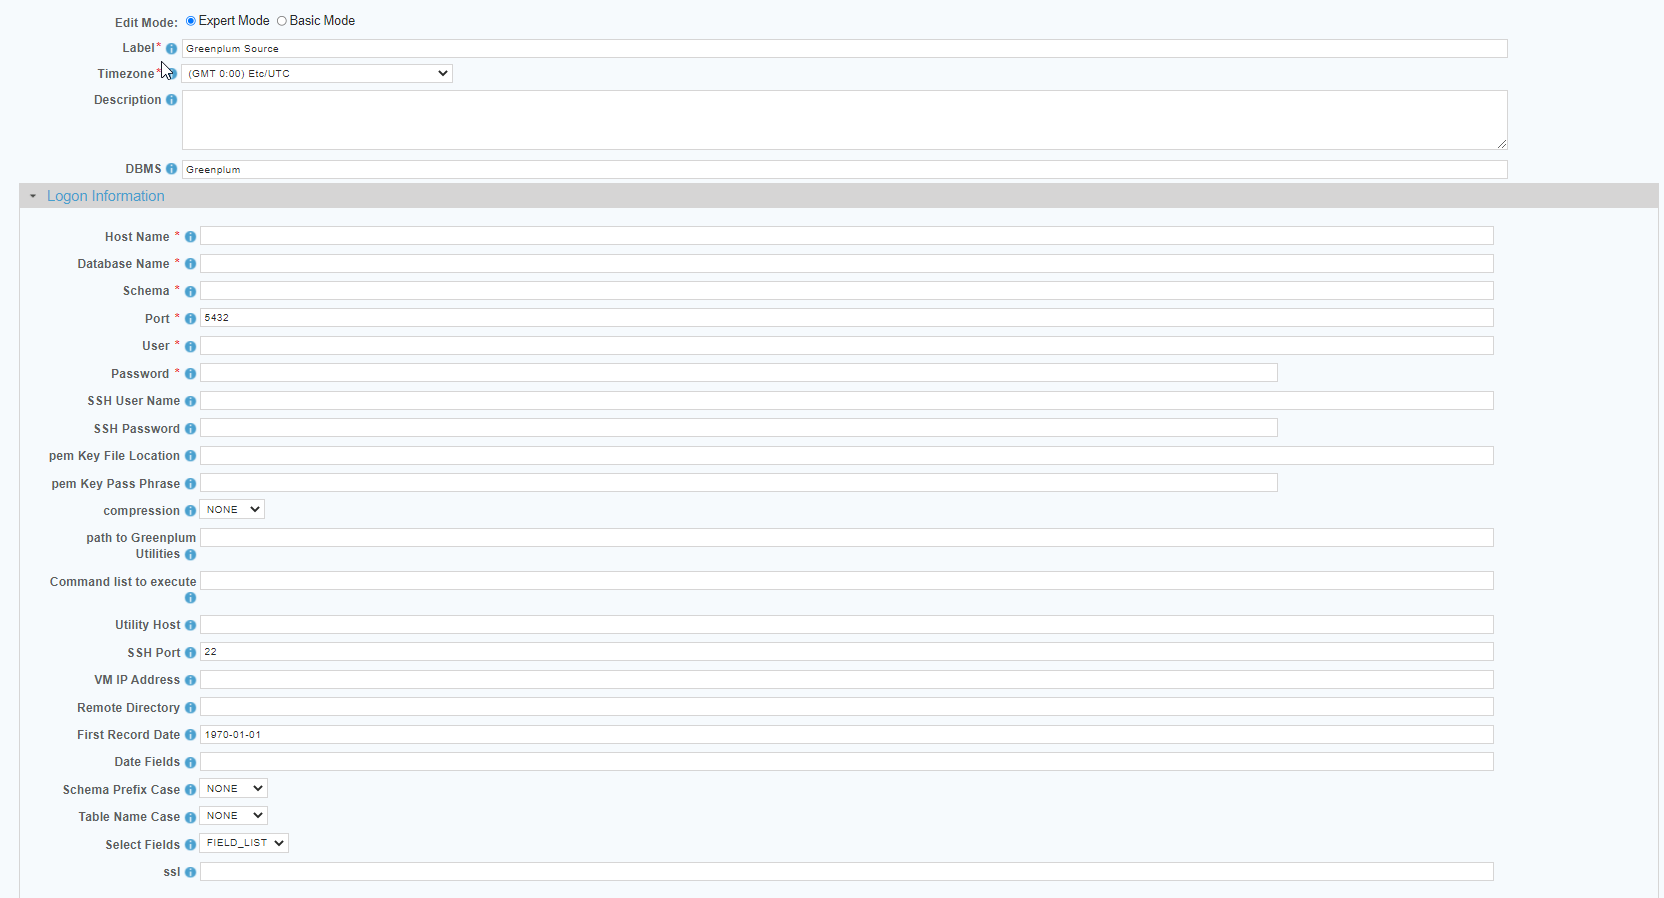 Edit Mode: Expert Mode Basic Mode
Label* Greenplum Source
Timezone* (GMT 0:00) Etc/UTC
Description
DBMS Greenplum
Logon Information
Host Name *
Database Name *
Schema *
Port * 5432
User *
Password *
SSH User Name
SSH Password
pem Key File Location
pem Key Pass Phrase
compression NONE
path to Greenplum
Utilities
Command list to execute
Utility Host
SSH Port 22
VM IP Address
Remote Directory
First Record Date 1970-01-01
Date Fields
Schema Prefix Case NONE
Table Name Case NONE
Select Fields FIELD_LIST
ssl